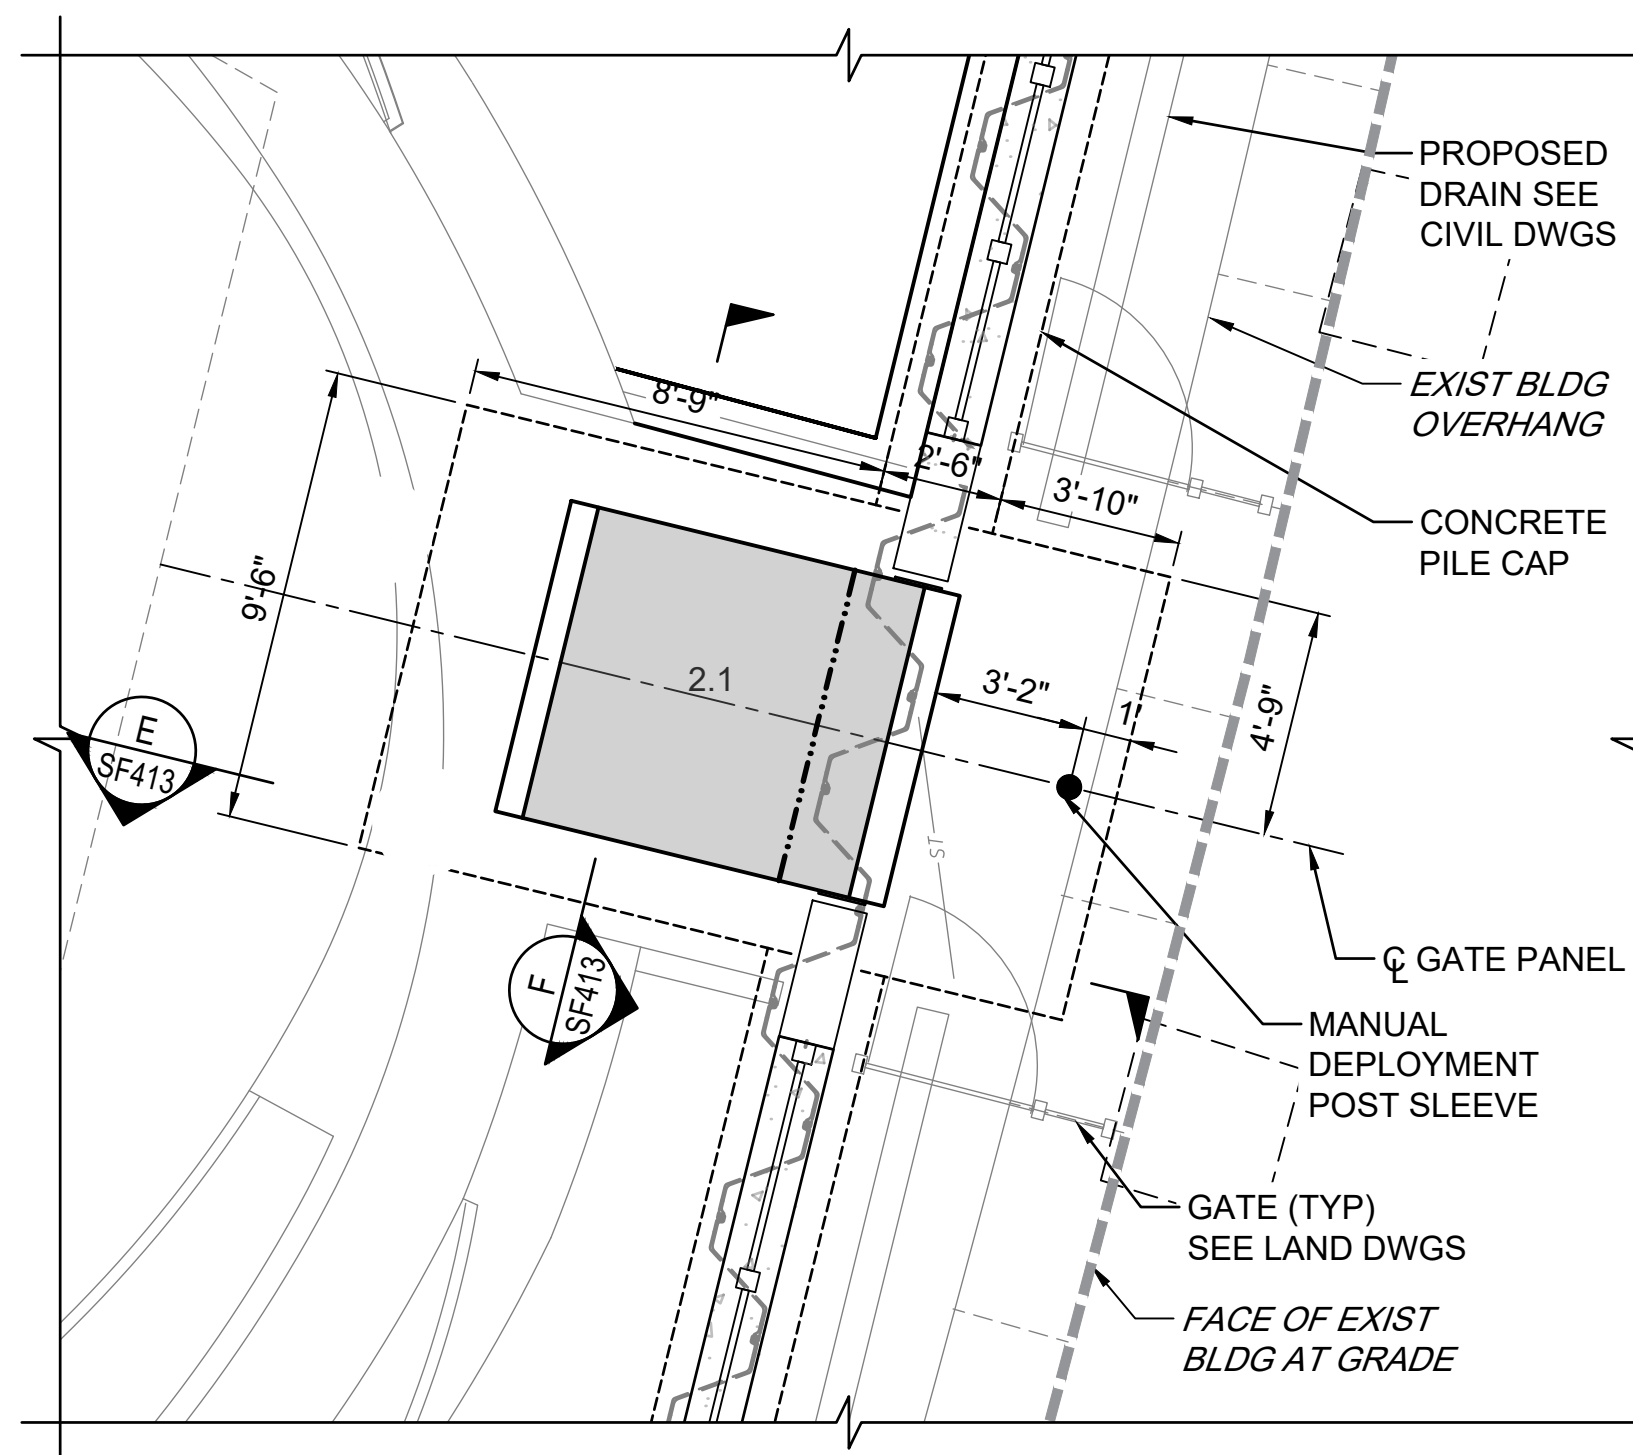 PROPOSED
DRAIN SEE
CIVIL DWGS
EXIST BLDG
OVERHANG
8'-9"
2'-6"
3'-10"
CONCRETE
PILE CAP
9'-6"
2.1
3'-2"
1'
4'-9"
E
SF413
ST
F
SF413
℄ GATE PANEL
MANUAL
DEPLOYMENT
POST SLEEVE
GATE (TYP)
SEE LAND DWGS
FACE OF EXIST
BLDG AT GRADE